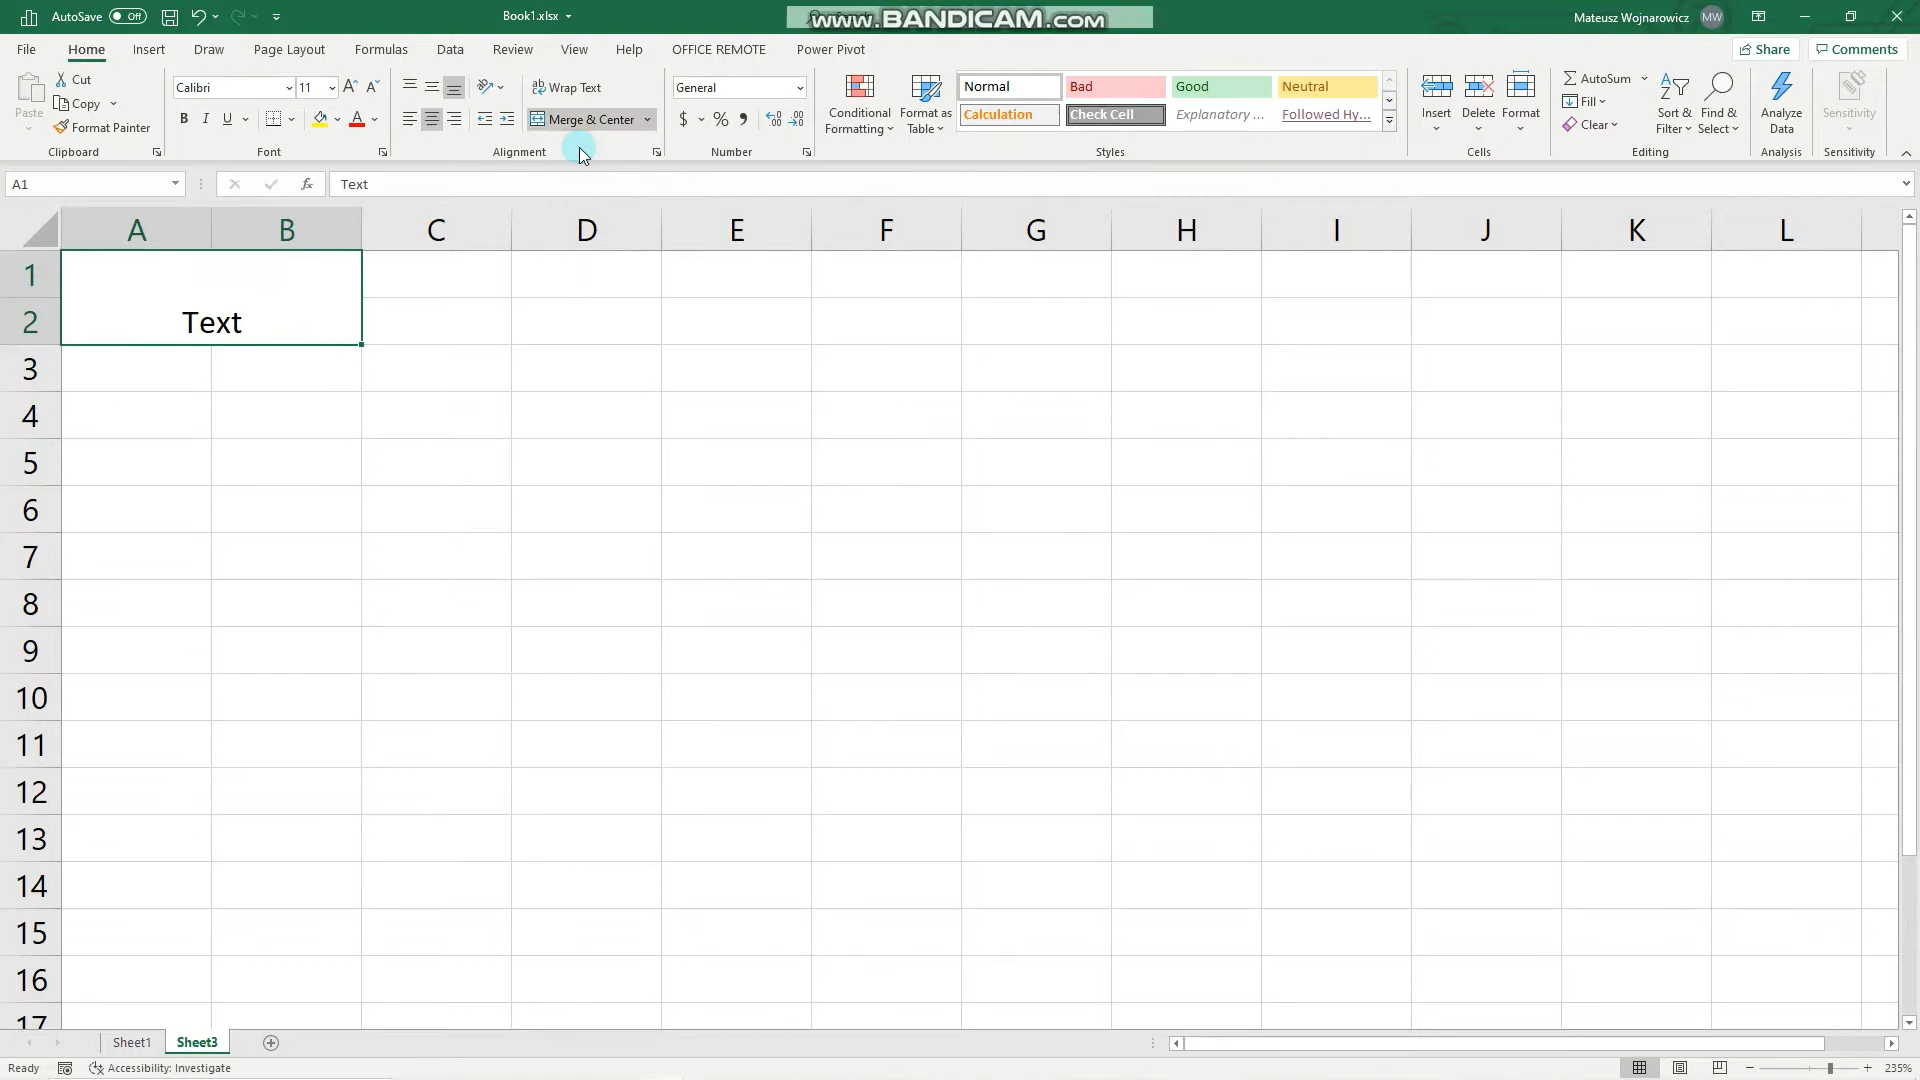 AutoSave Off Book1.xlsx www.BANDICAM.com Mateusz Wojnarowicz MW
File Home Insert Draw Page Layout Formulas Data Review View Help OFFICE REMOTE Power Pivot Share Comments
Paste
Cut
Copy
Format Painter
Clipboard
Calibri 11 A A
B I U A
Font
ab Wrap Text
Merge & Center
Alignment
General
$ % 9 .00 .00
Number
Conditional
Formatting
Format as
Table
Normal Bad Good Neutral
Calculation Check Cell Explanatory ... Followed Hy...
Styles
Insert Delete Format
Cells
AutoSum
Fill
Clear
Sort &
Filter
Find &
Select
Editing
Analyze
Data
Analysis
Sensitivity
Sensitivity
A1 fx Text
A B C D E F G H I J K L
1
2 Text
3
4
5
6
7
8
9
10
11
12
13
14
15
16
17
Sheet1 Sheet3
Ready Accessibility: Investigate 235%